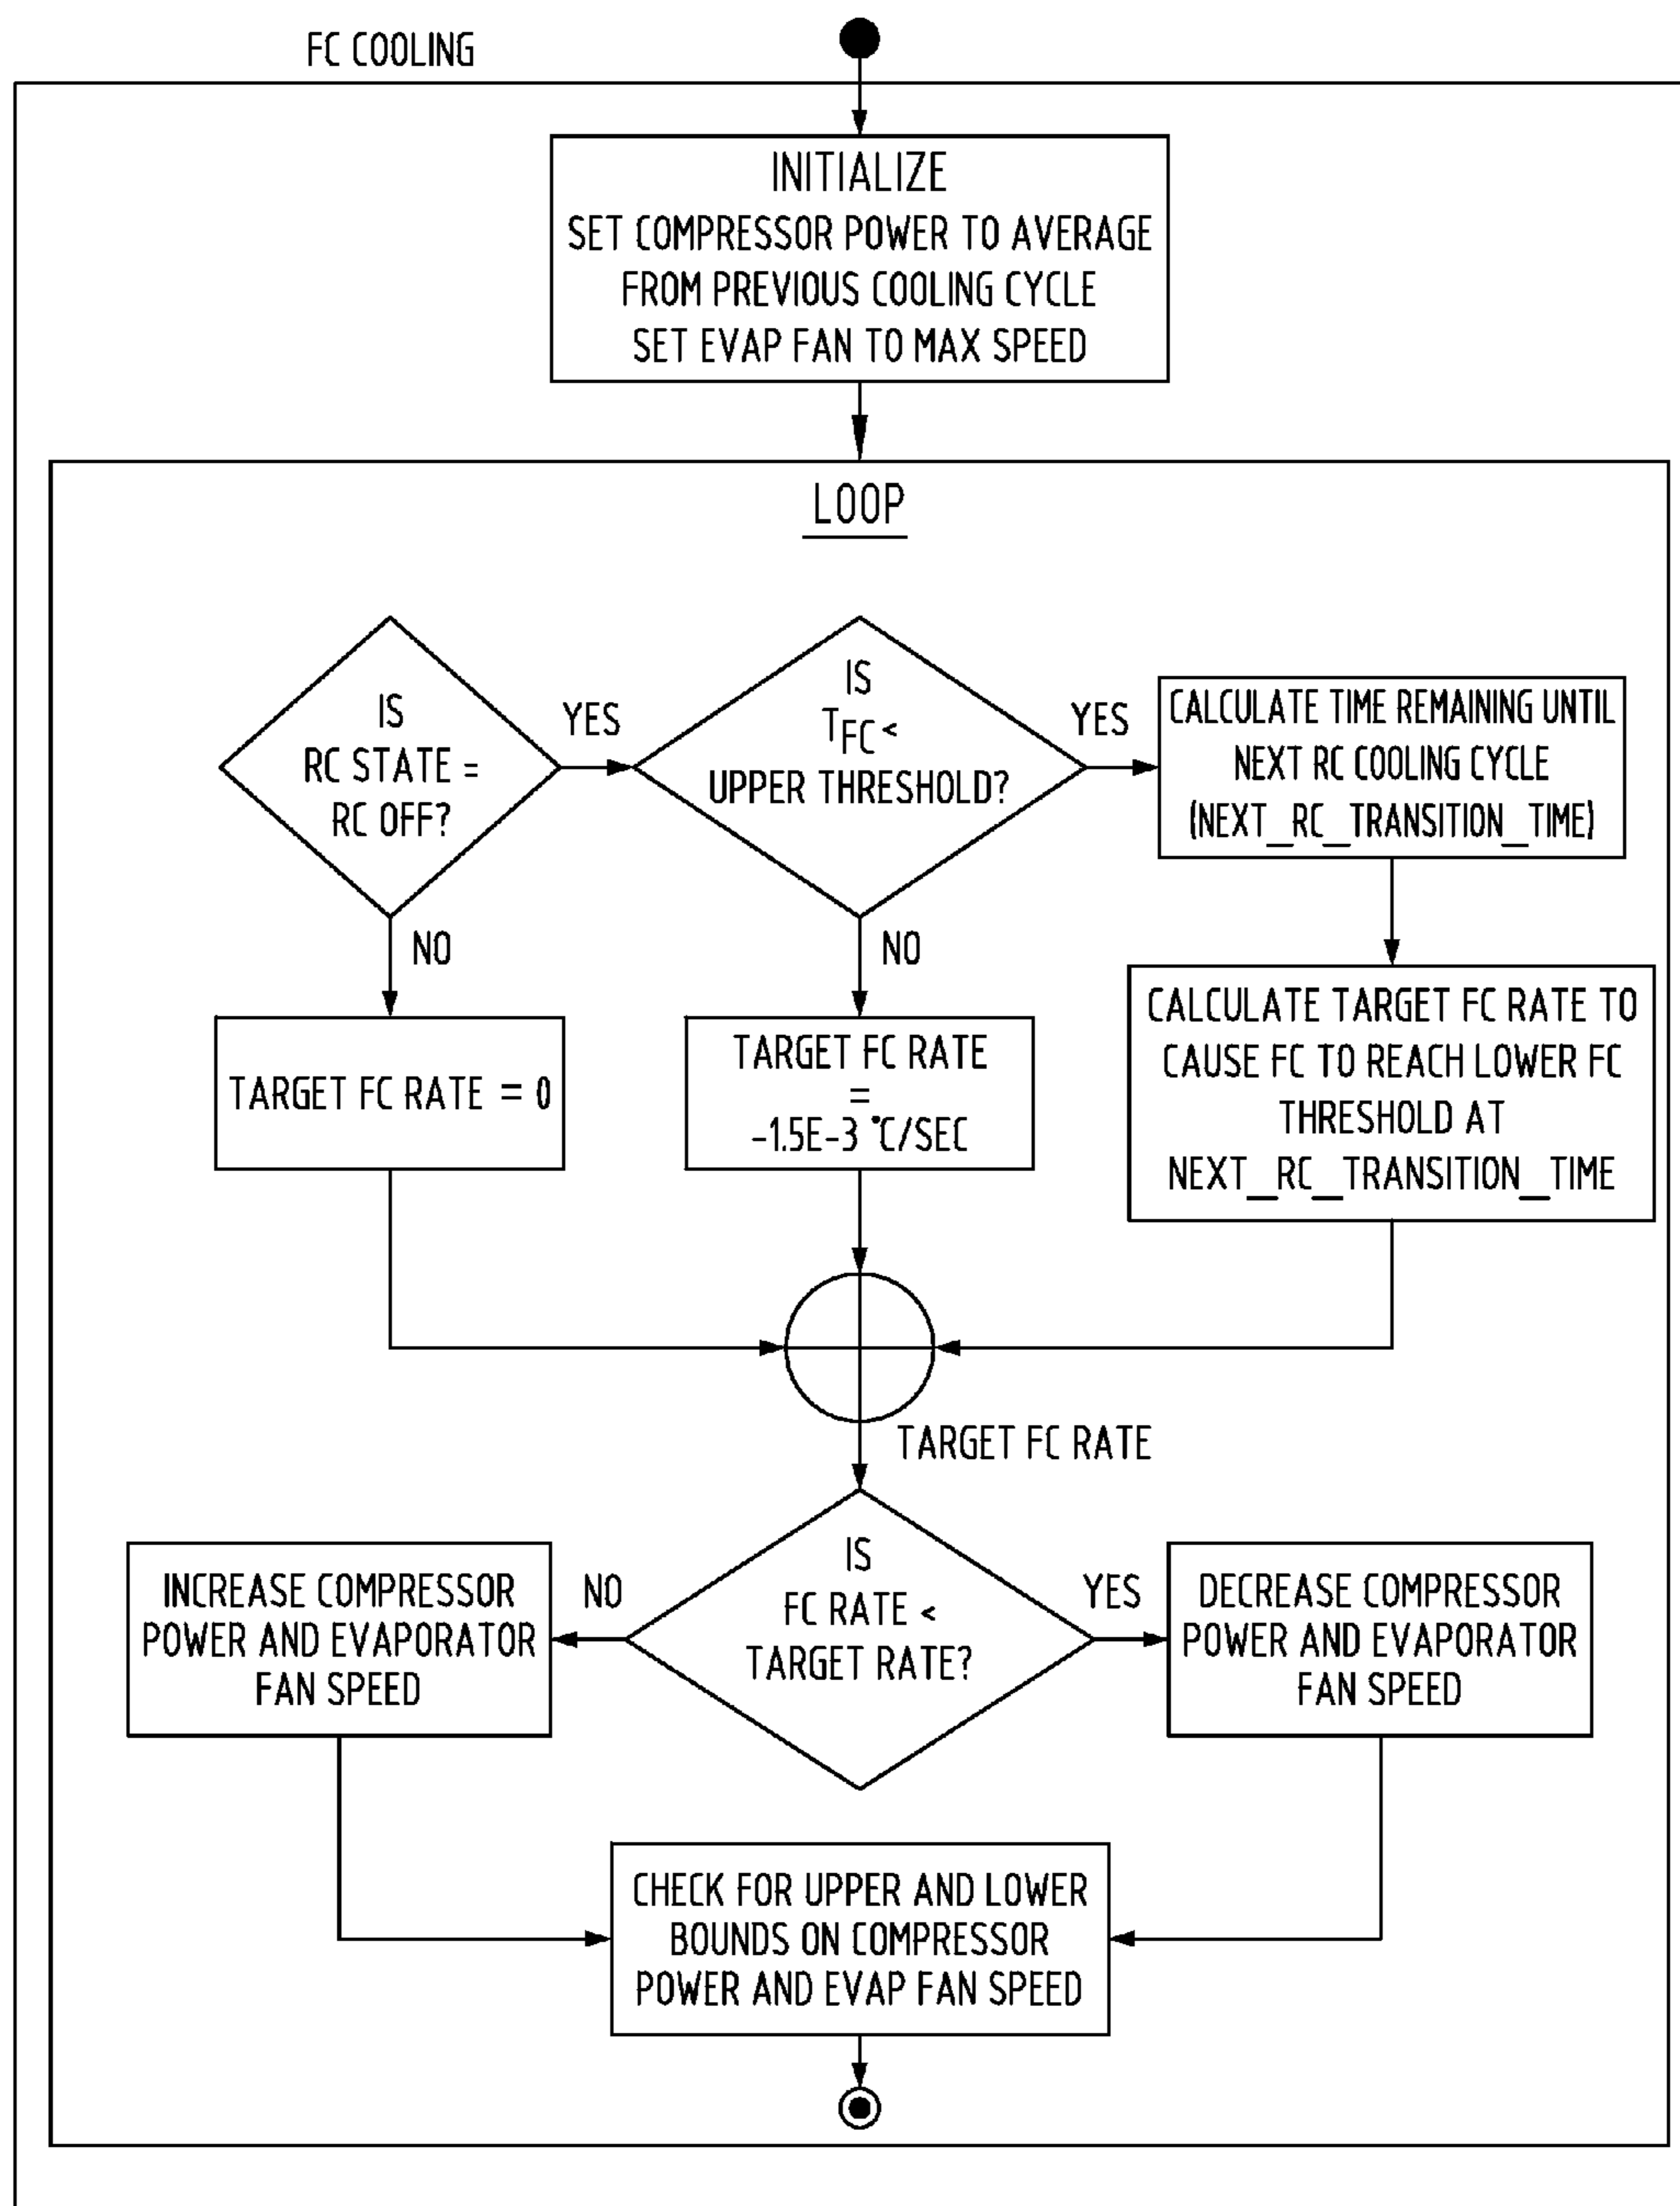 FC COOLING
INITIALIZE
SET COMPRESSOR POWER TO AVERAGE
FROM PREVIOUS COOLING CYCLE
SET EVAP FAN TO MAX SPEED
LOOP
IS
RC STATE =
RC OFF?
YES
NO
IS
TFC <
UPPER THRESHOLD?
YES
NO
CALCULATE TIME REMAINING UNTIL
NEXT RC COOLING CYCLE
(NEXT_RC_TRANSITION_TIME)
TARGET FC RATE = 0
TARGET FC RATE
=
-1.5E-3 °C/SEC
CALCULATE TARGET FC RATE TO
CAUSE FC TO REACH LOWER FC
THRESHOLD AT
NEXT_RC_TRANSITION_TIME
TARGET FC RATE
IS
FC RATE <
TARGET RATE?
NO
YES
INCREASE COMPRESSOR
POWER AND EVAPORATOR
FAN SPEED
DECREASE COMPRESSOR
POWER AND EVAPORATOR
FAN SPEED
CHECK FOR UPPER AND LOWER
BOUNDS ON COMPRESSOR
POWER AND EVAP FAN SPEED